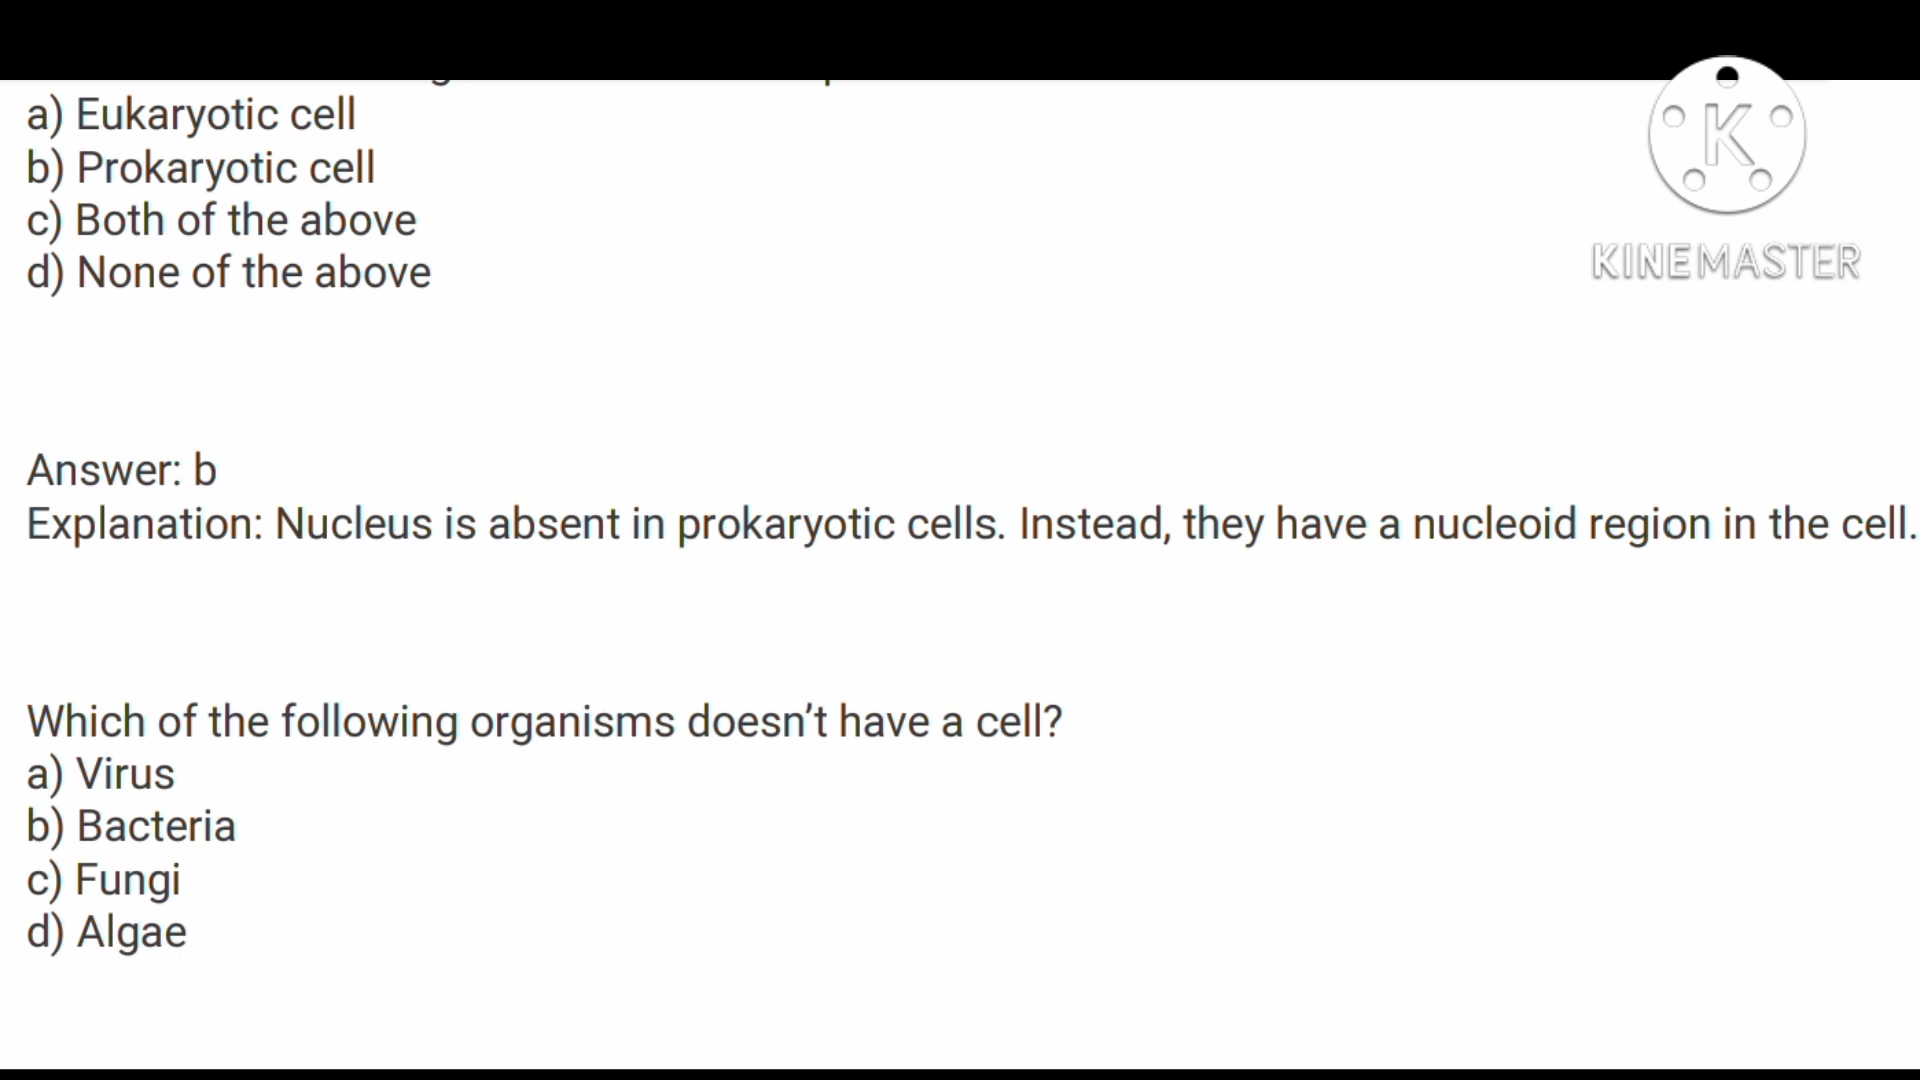 a) Eukaryotic cell
b) Prokaryotic cell
c) Both of the above
d) None of the above
K
KINEMASTER
Answer: b
Explanation: Nucleus is absent in prokaryotic cells. Instead, they have a nucleoid region in the cell.
Which of the following organisms doesn’t have a cell?
a) Virus
b) Bacteria
c) Fungi
d) Algae